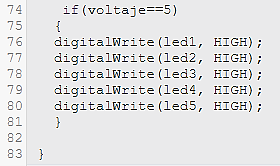 74 if(voltaje==5)
75 {
76 digitalWrite(led1, HIGH);
77 digitalWrite(led2, HIGH);
78 digitalWrite(led3, HIGH);
79 digitalWrite(led4, HIGH);
80 digitalWrite(led5, HIGH);
81 }
82
83 }